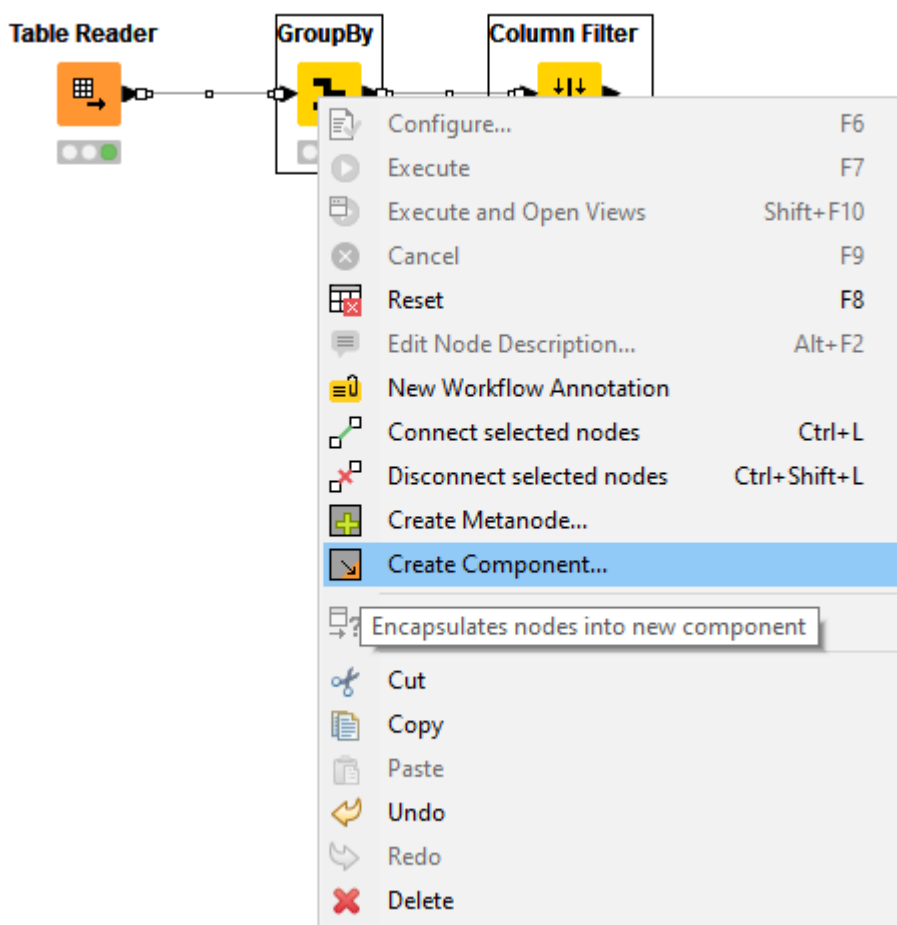 Table Reader
GroupBy
Column Filter
Configure... F6
Execute F7
Execute and Open Views Shift+F10
Cancel F9
Reset F8
Edit Node Description... Alt+F2
New Workflow Annotation
Connect selected nodes Ctrl+L
Disconnect selected nodes Ctrl+Shift+L
Create Metanode...
Create Component...
Encapsulates nodes into new component
Cut
Copy
Paste
Undo
Redo
Delete